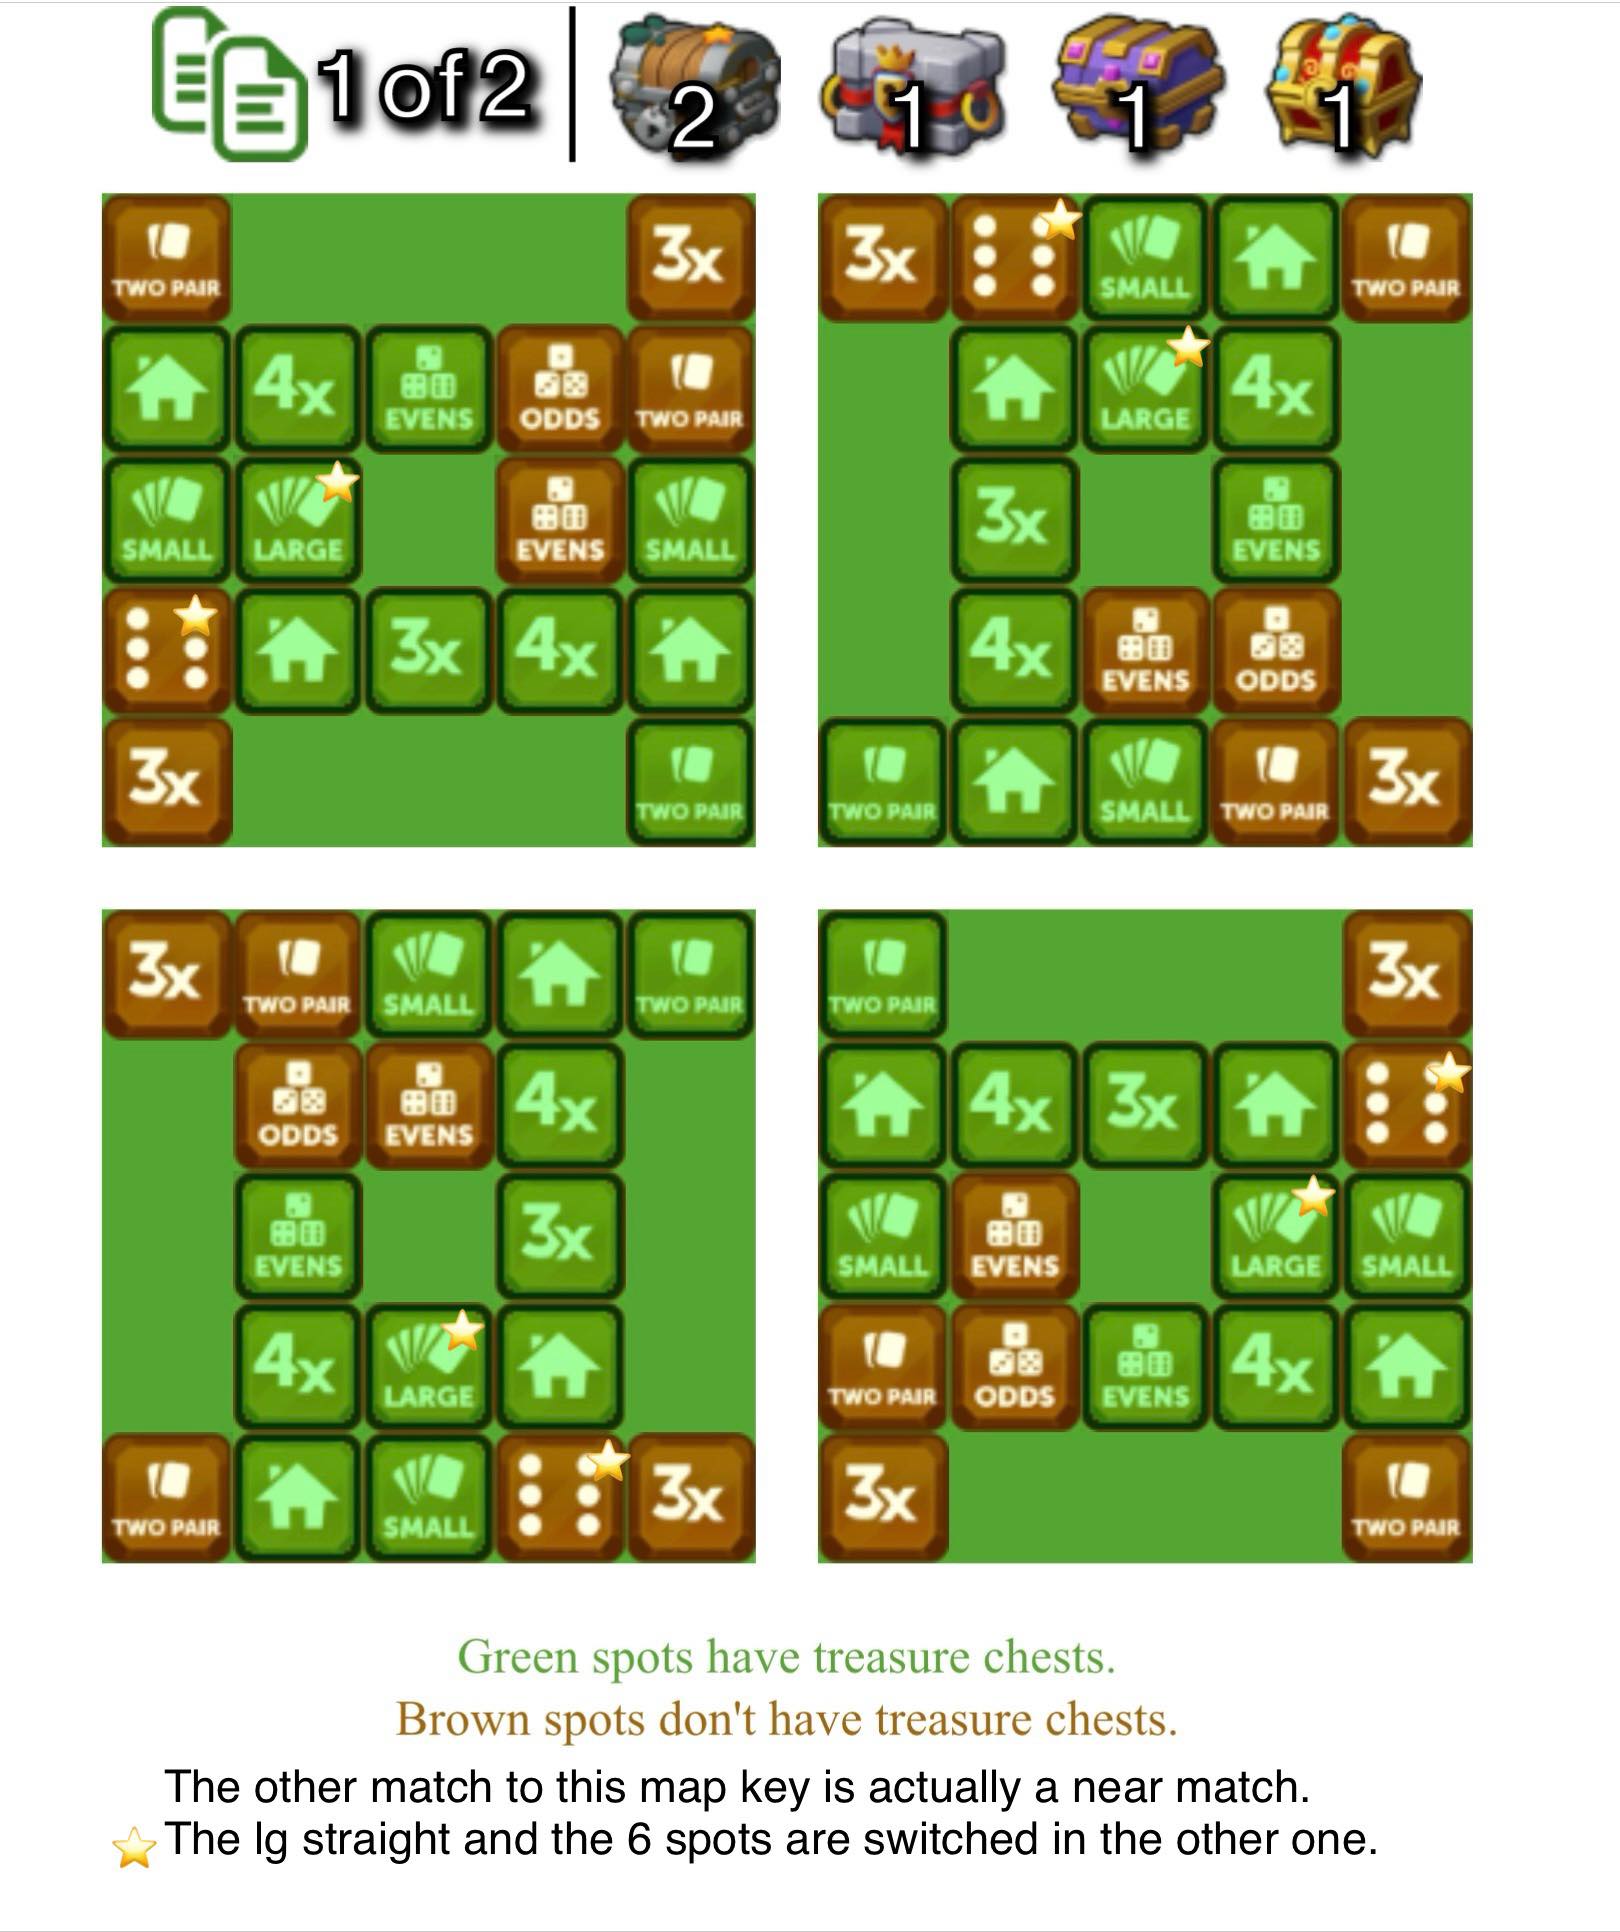 1 of 2 | 2 1 1 1
TWO PAIR 3x
4x EVENS ODDS TWO PAIR
SMALL LARGE EVENS SMALL
3x 4x
3x TWO PAIR
3x SMALL TWO PAIR
LARGE 4x
3x EVENS
4x EVENS ODDS
TWO PAIR SMALL TWO PAIR 3x
3x TWO PAIR SMALL TWO PAIR
ODDS EVENS 4x
EVENS 3x
4x LARGE
TWO PAIR SMALL 3x
TWO PAIR 3x
4x 3x
SMALL EVENS LARGE SMALL
TWO PAIR ODDS EVENS 4x
3x TWO PAIR
Green spots have treasure chests.
Brown spots don't have treasure chests.
The other match to this map key is actually a near match.
The lg straight and the 6 spots are switched in the other one.